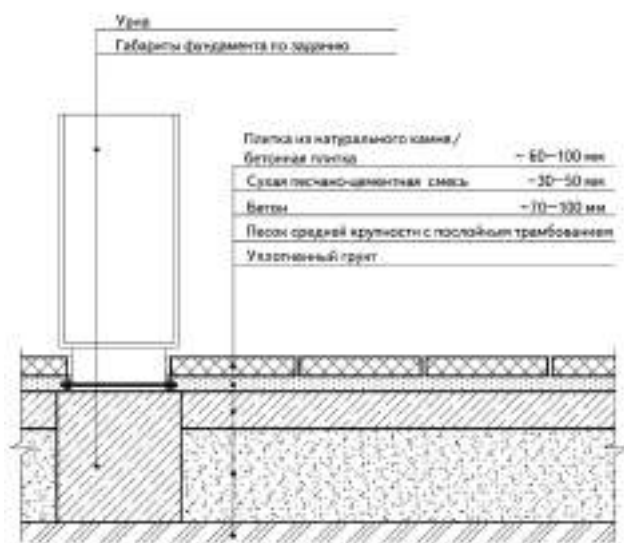 Урна
Габариты фундамента по заданию
Плитка из натурального камня/
бетонная плитка ~ 60—100 мм
Сухая песчано-цементная смесь ~30—50 мм
Бетон ~70—100 мм
Песок средней крупности с послойным трамбованием
Уплотненный грунт